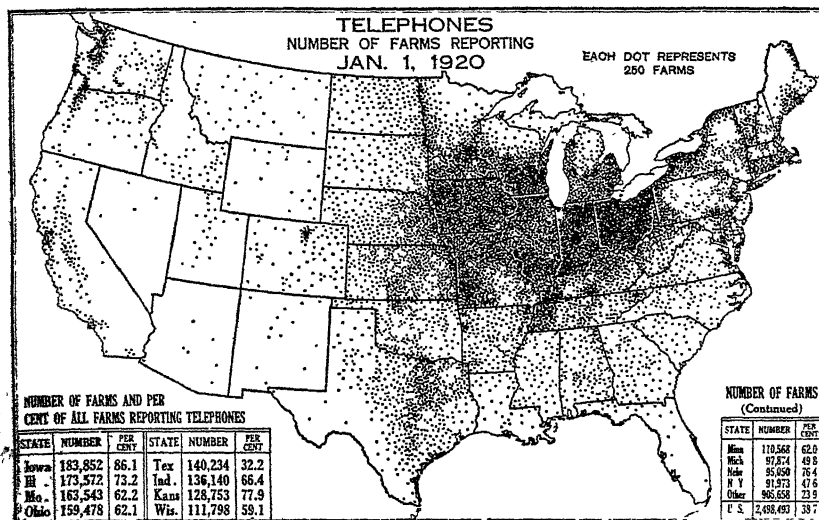 TELEPHONES
NUMBER OF FARMS REPORTING
JAN. 1, 1920
EACH DOT REPRESENTS
250 FARMS
NUMBER OF FARMS AND PER
CENT OF ALL FARMS REPORTING TELEPHONES
STATE NUMBER PER CENT STATE NUMBER PER CENT
Iowa 183,852 86.1 Tex 140,234 32.2
Ill. 173,572 73.2 Ind. 136,140 66.4
Mo. 163,543 62.2 Kans 128,753 77.9
Ohio 159,478 62.1 Wis. 111,798 59.1
NUMBER OF FARMS
(Continued)
STATE NUMBER PER CENT
Minn 110,568 62.0
Mich 97,874 49.8
Nebr 95,050 76.4
N Y 91,973 47.6
Other 905,658 23.9
U S. 2,498,493 38.7